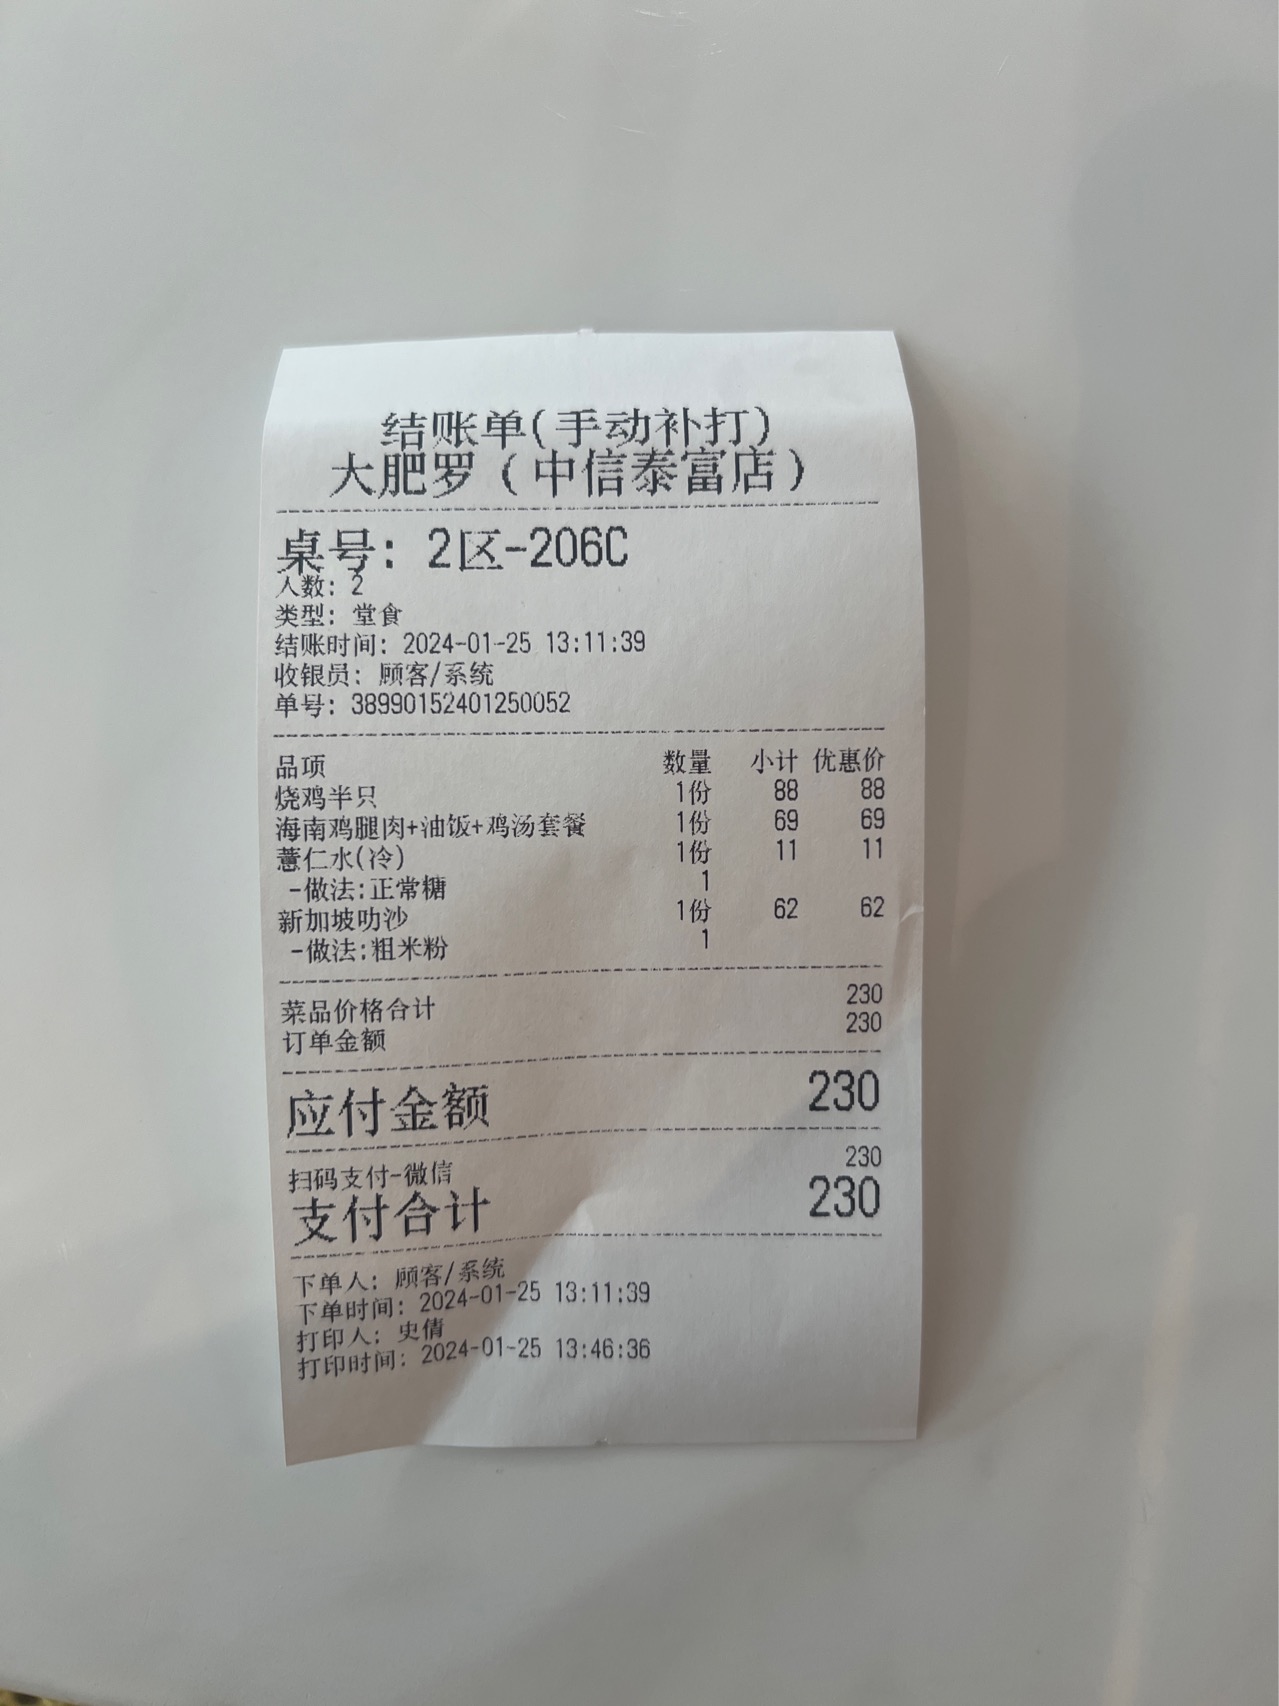 结账单(手动补打)
大肥罗（中信泰富店）
桌号: 2区-206C
人数: 2
类型: 堂食
结账时间: 2024-01-25 13:11:39
收银员: 顾客/系统
单号: 38990152401250052
品项 数量 小计 优惠价
烧鸡半只 1份 88 88
海南鸡腿肉+油饭+鸡汤套餐 1份 69 69
薏仁水(冷) 1份 11 11
-做法:正常糖 1
新加坡叻沙 1份 62 62
-做法:粗米粉 1
菜品价格合计 230
订单金额 230
应付金额 230
扫码支付-微信 230
支付合计 230
下单人: 顾客/系统
下单时间: 2024-01-25 13:11:39
打印人: 史倩
打印时间: 2024-01-25 13:46:36